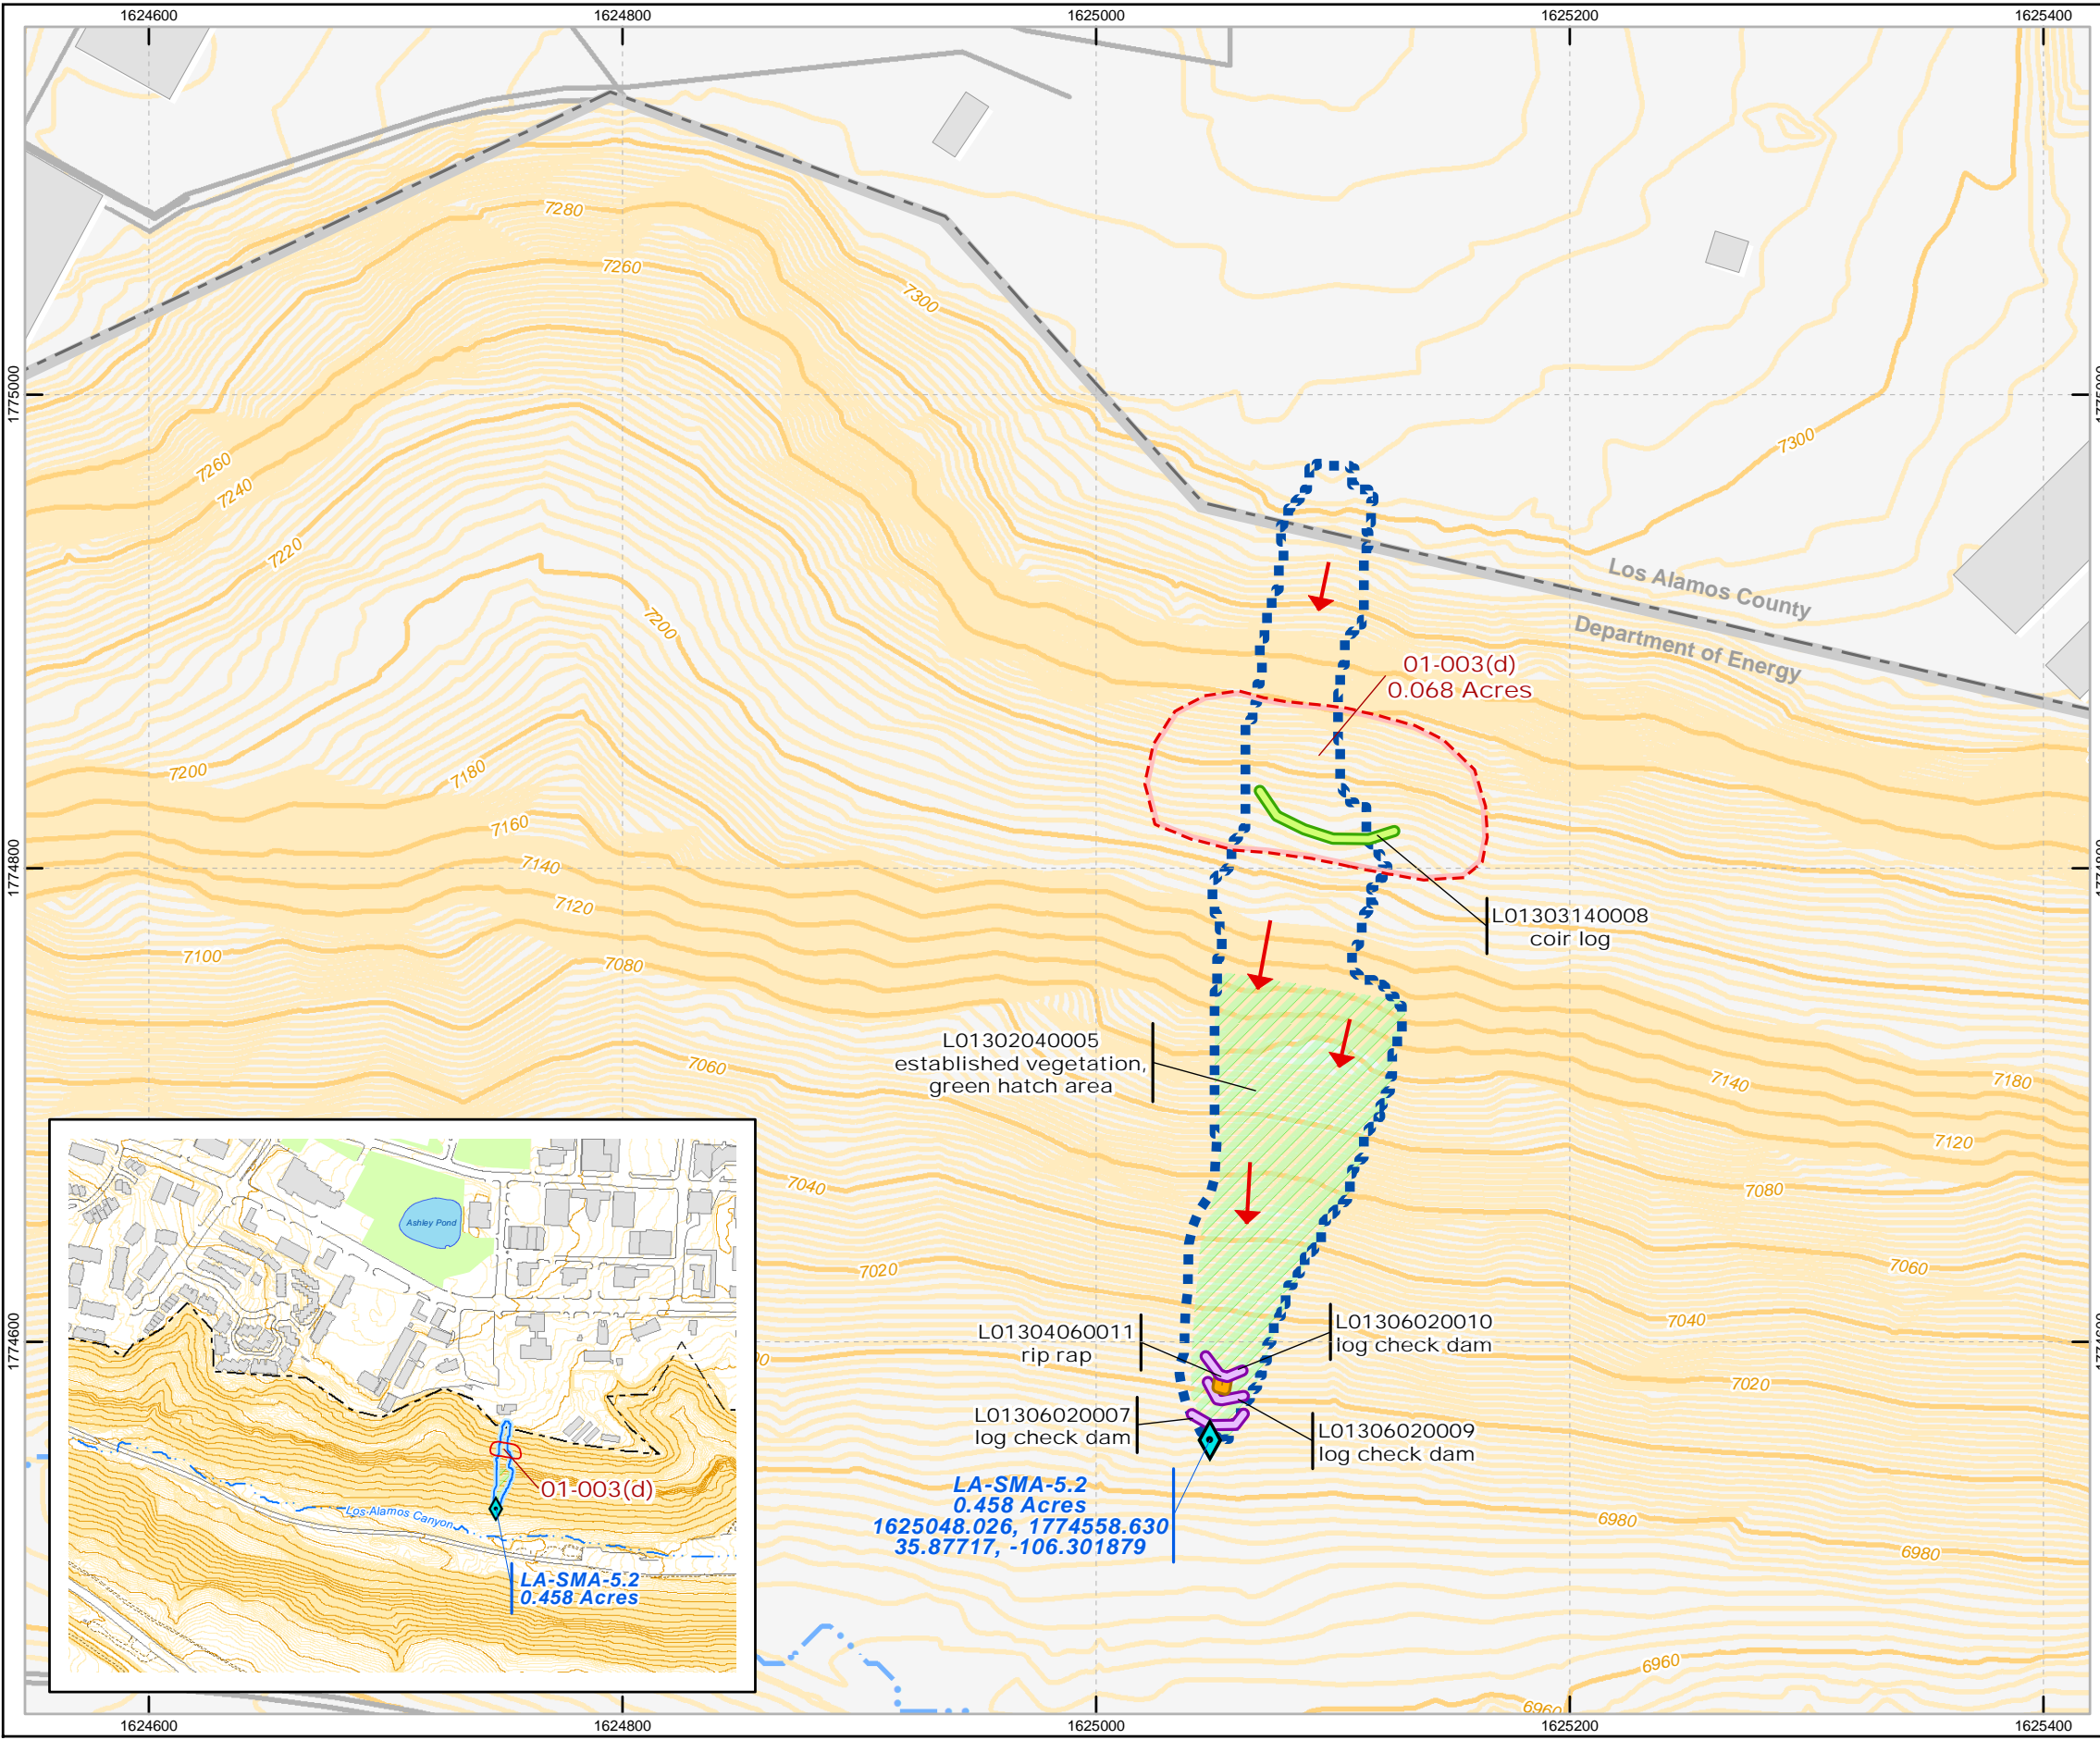 1624600
1624800
1625000
1625200
1625400
7280
7260
7300
1775000
7300
7260
7240
7220
7200
Los Alamos County
Department of Energy
01-003(d)
0.068 Acres
7200
7180
7160
7140
1774800
7120
L01303140008
coir log
7100
7080
L01302040005
established vegetation,
green hatch area
7060
7140
7180
7120
7040
7080
7020
7060
7040
1774600
L01304060011
rip rap
L01306020010
log check dam
7020
L01306020007
log check dam
L01306020009
log check dam
LA-SMA-5.2
0.458 Acres
1625048.026, 1774558.630
35.87717, -106.301879
6980
6980
6960
6960
Ashley Pond
01-003(d)
Los Alamos Canyon
LA-SMA-5.2
0.458 Acres
1624600
1624800
1625000
1625200
1625400